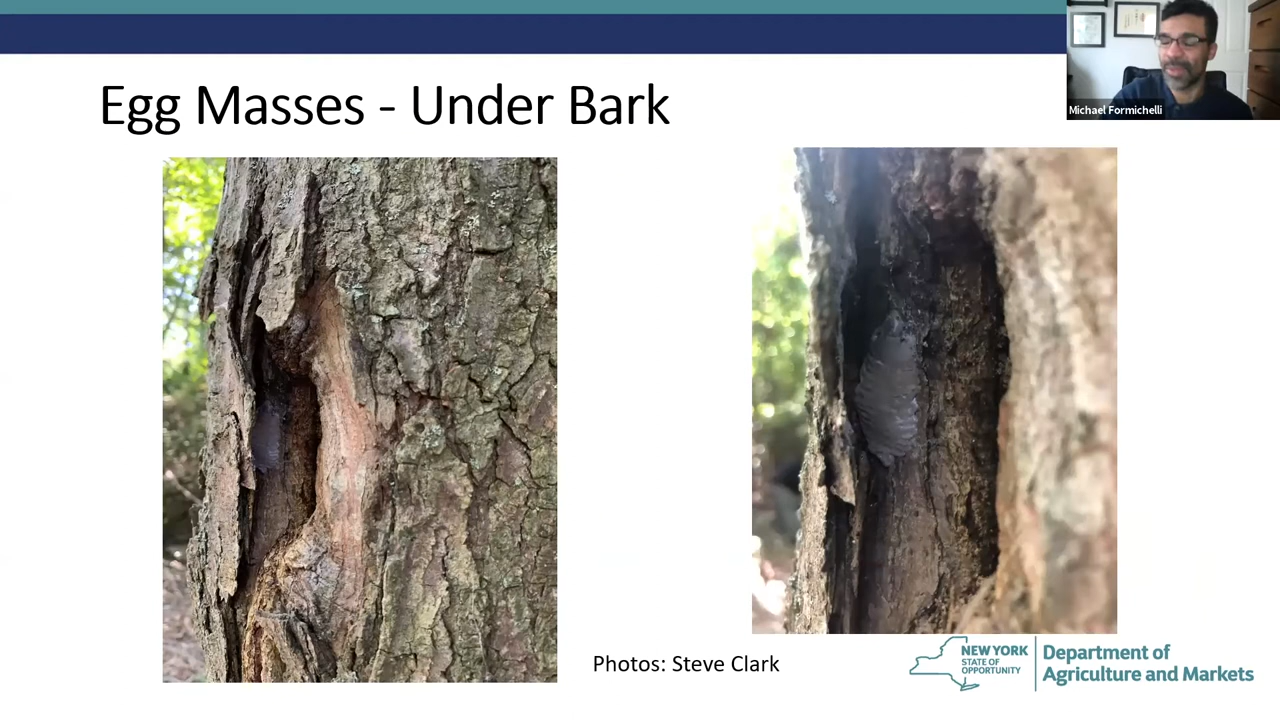 Michael Formichelli
Egg Masses - Under Bark
Photos: Steve Clark
NEW YORK
STATE OF
OPPORTUNITY
Department of
Agriculture and Markets